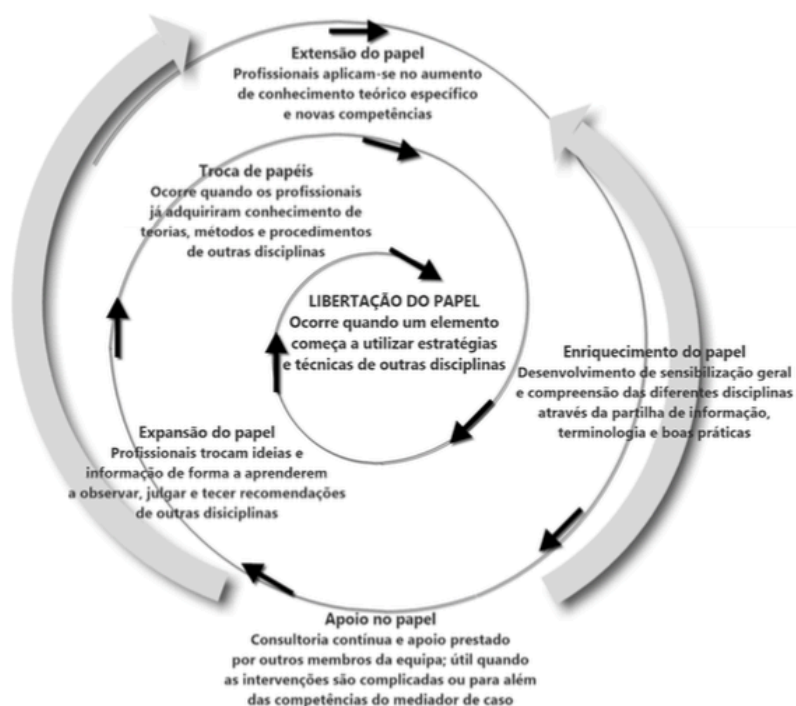 Extensão do papel
Profissionais aplicam-se no aumento
de conhecimento teórico específico
e novas competências
Troca de papéis
Ocorre quando os profissionais
já adquiriram conhecimento de
teorias, métodos e procedimentos
de outras disciplinas
LIBERTAÇÃO DO PAPEL
Ocorre quando um elemento
começa a utilizar estratégias
e técnicas de outras disciplinas
Enriquecimento do papel
Desenvolvimento de sensibilização geral
e compreensão das diferentes disciplinas
através da partilha de informação,
terminologia e boas práticas
Expansão do papel
Profissionais trocam ideias e
informação de forma a aprenderem
a observar, julgar e tecer recomendações
de outras disiciplinas
Apoio no papel
Consultoria contínua e apoio prestado
por outros membros da equipa; útil quando
as intervenções são complicadas ou para além
das competências do mediador de caso